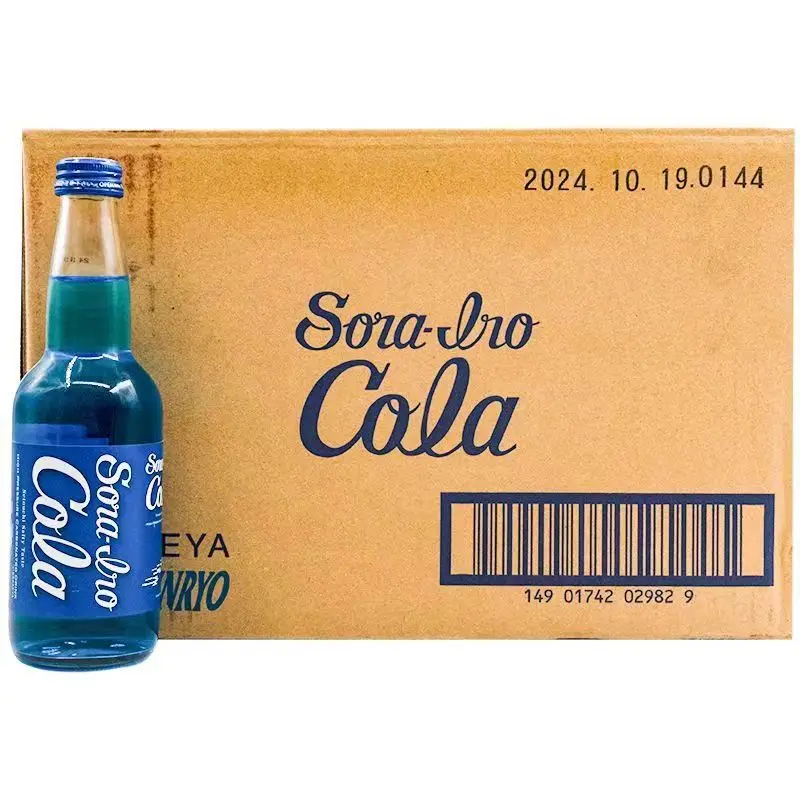 2024. 10. 19.0144
Sora-Iro
Cola
EYA
NRYO
149 01742 02982 9
Sora-Iro
Cola